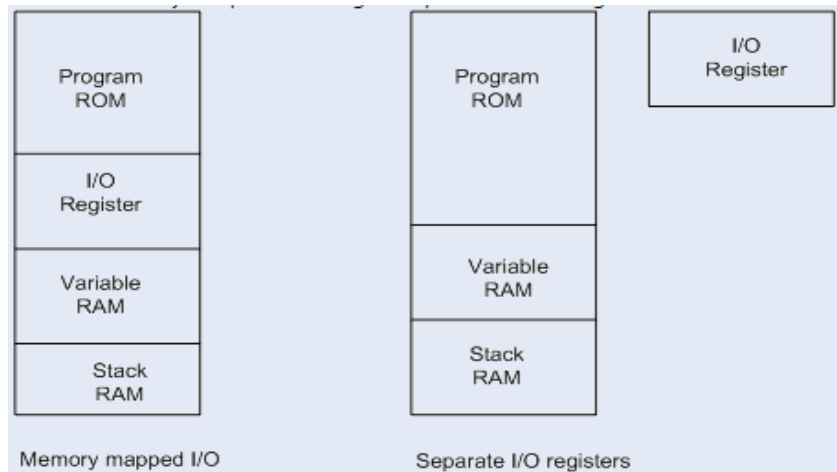 Program
ROM
I/O
Register
Variable
RAM
Stack
RAM
Memory mapped I/O
Program
ROM
Variable
RAM
Stack
RAM
Separate I/O registers
I/O
Register